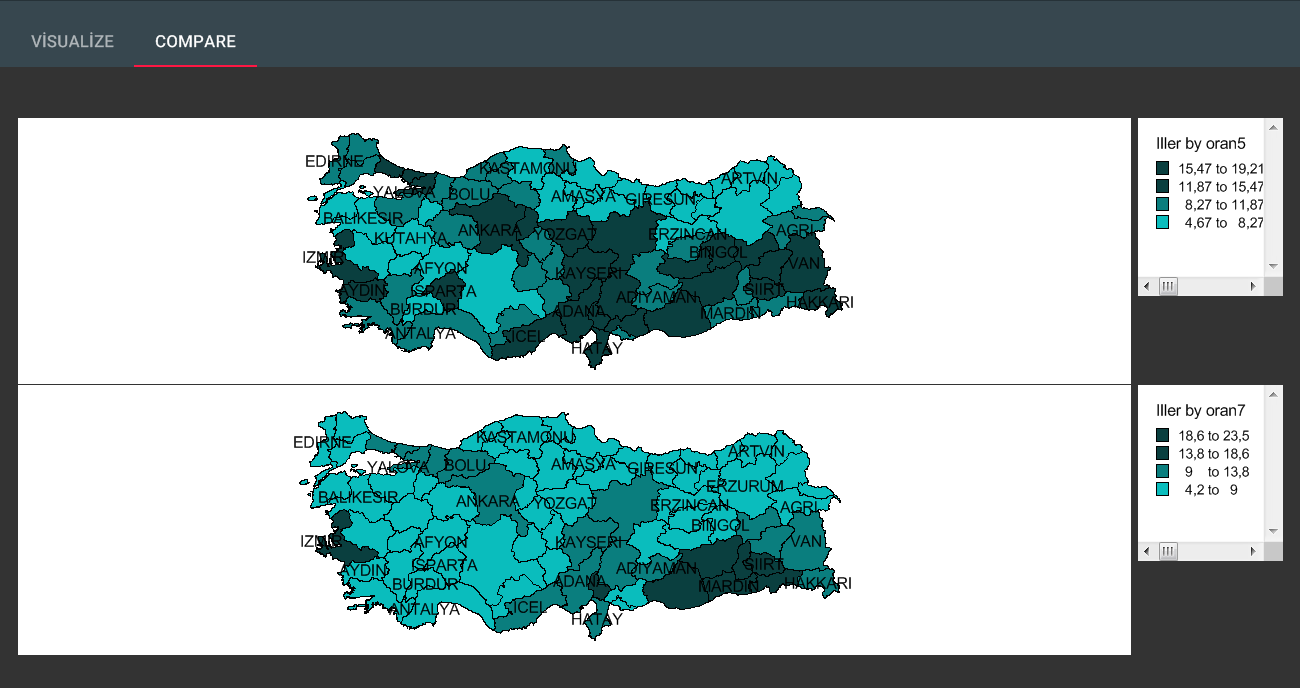 VİSUALİZE COMPARE
EDIRNE KASTAMONU ARTVIN
YALOVA BOLU AMASYA GIRESUN
BALIKESIR ANKARA YOZGAT ERZINCAN AGRI
KUTAHYA BINGOL
IZMIR AFYON KAYSERI VAN
AYDIN ISPARTA ADIYAMAN SIIRT HAKKARI
BURDUR ADANA MARDIN
ANTALYA ICEL
HATAY
Iller by oran5
15,47 to 19,21
11,87 to 15,47
8,27 to 11,87
4,67 to 8,27
EDIRNE KASTAMONU ARTVIN
YALOVA BOLU AMASYA GIRESUN
BALIKESIR ANKARA YOZGAT ERZINCAN ERZURUM AGRI
BINGOL
IZMIR AFYON KAYSERI VAN
AYDIN ISPARTA ADIYAMAN SIIRT
BURDUR ADANA MARDIN HAKKARI
ANTALYA ICEL
HATAY
Iller by oran7
18,6 to 23,5
13,8 to 18,6
9 to 13,8
4,2 to 9